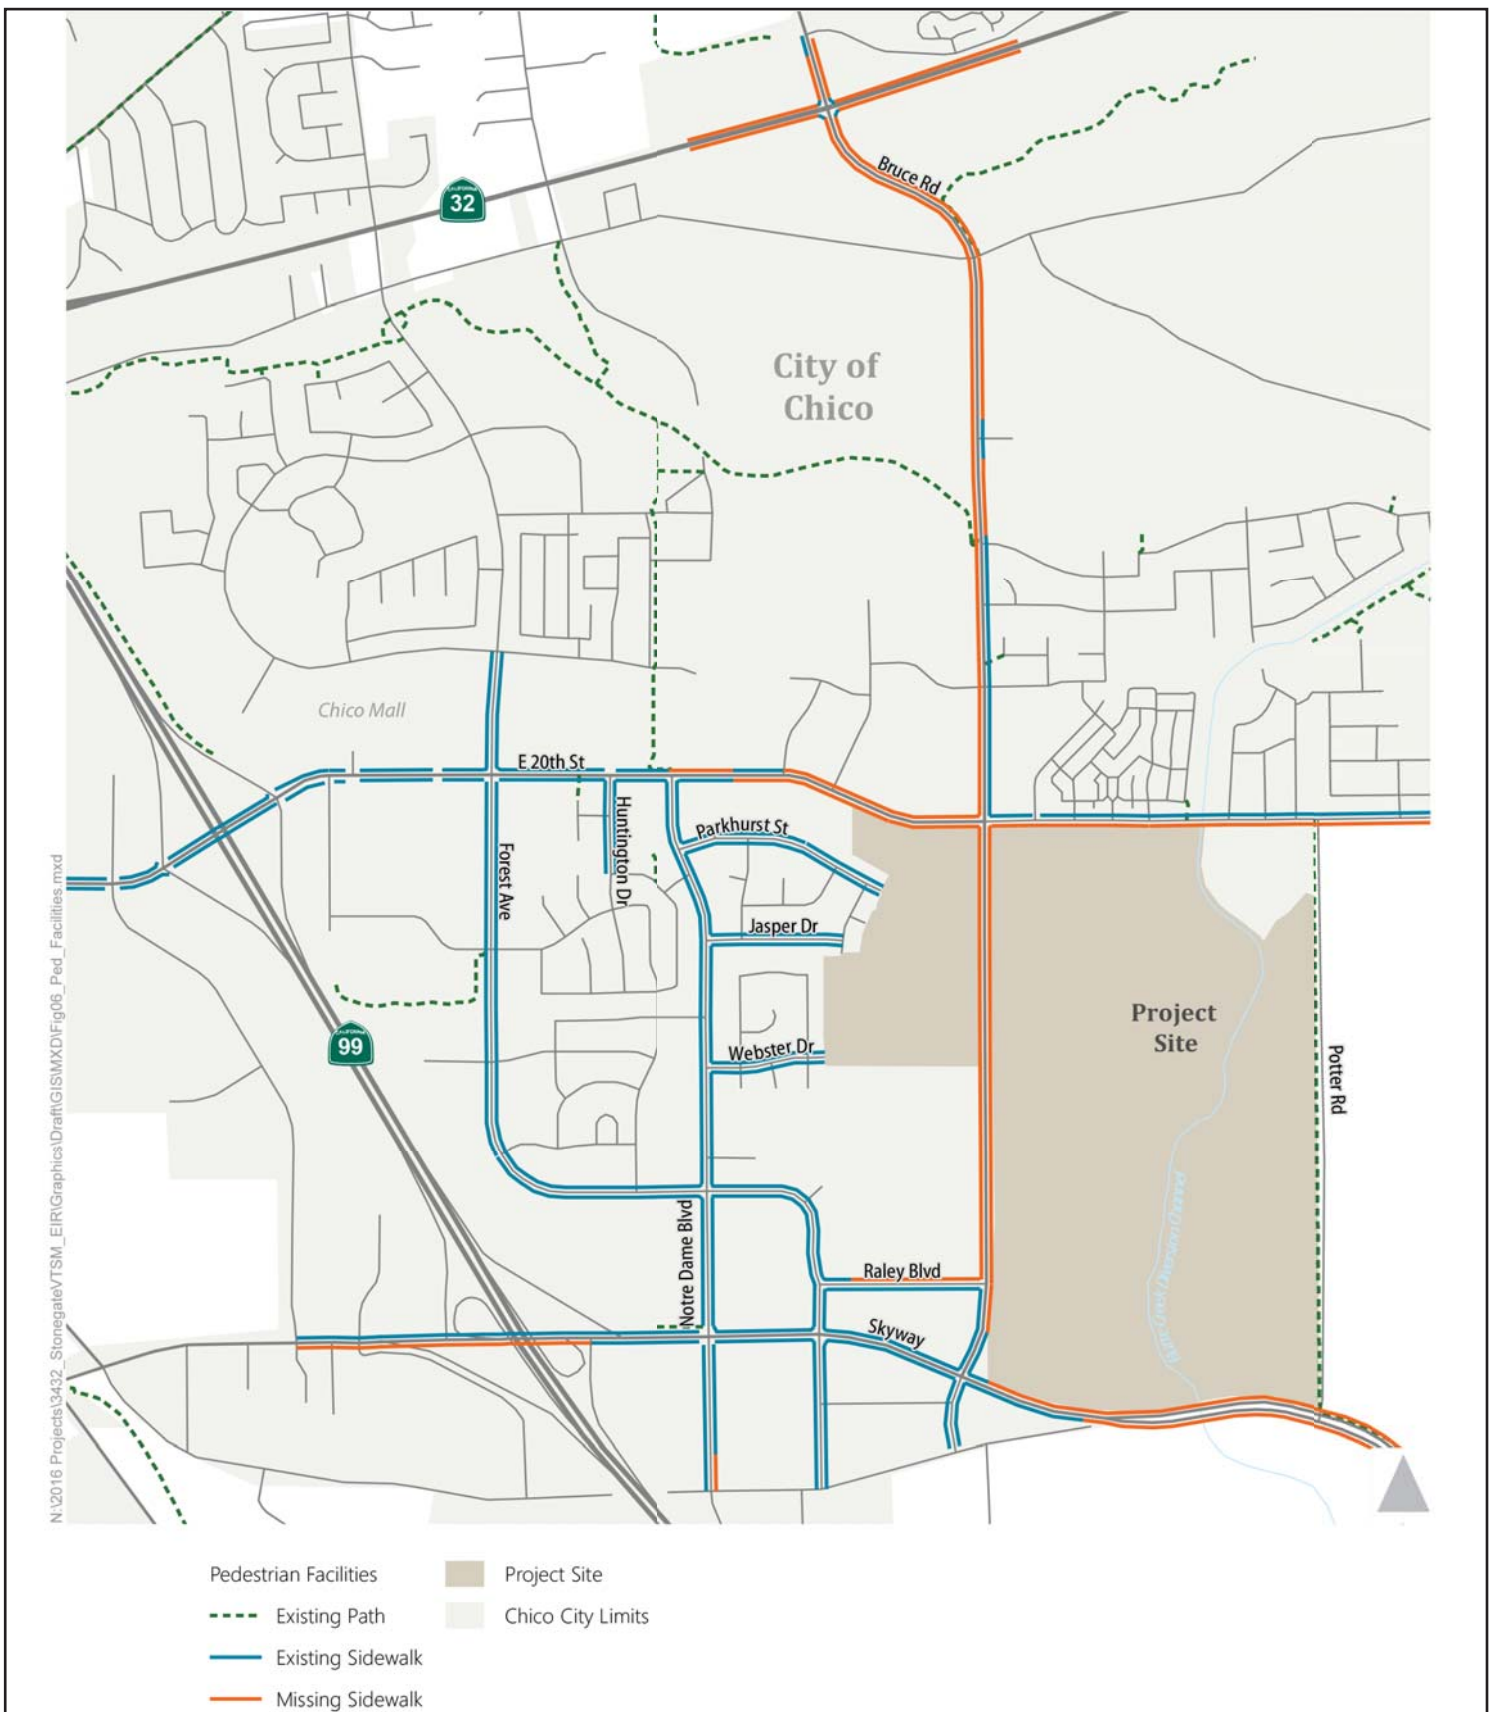 Bruce Rd
CALIFORNIA
32
City of
Chico
Chico Mall
E 20th St
Huntington Dr
Parkhurst St
Forest Ave
Jasper Dr
Project
Site
CALIFORNIA
99
Webster Dr
Potter Rd
Notre Dame Blvd
Raley Blvd
Skyway
N:\2016 Projects\3432_StonegateVTSM_EIR\Graphics\Draft\GIS\MXD\Fig06_Ped_Facilities.mxd
Pedestrian Facilities
Existing Path
Existing Sidewalk
Missing Sidewalk
Project Site
Chico City Limits